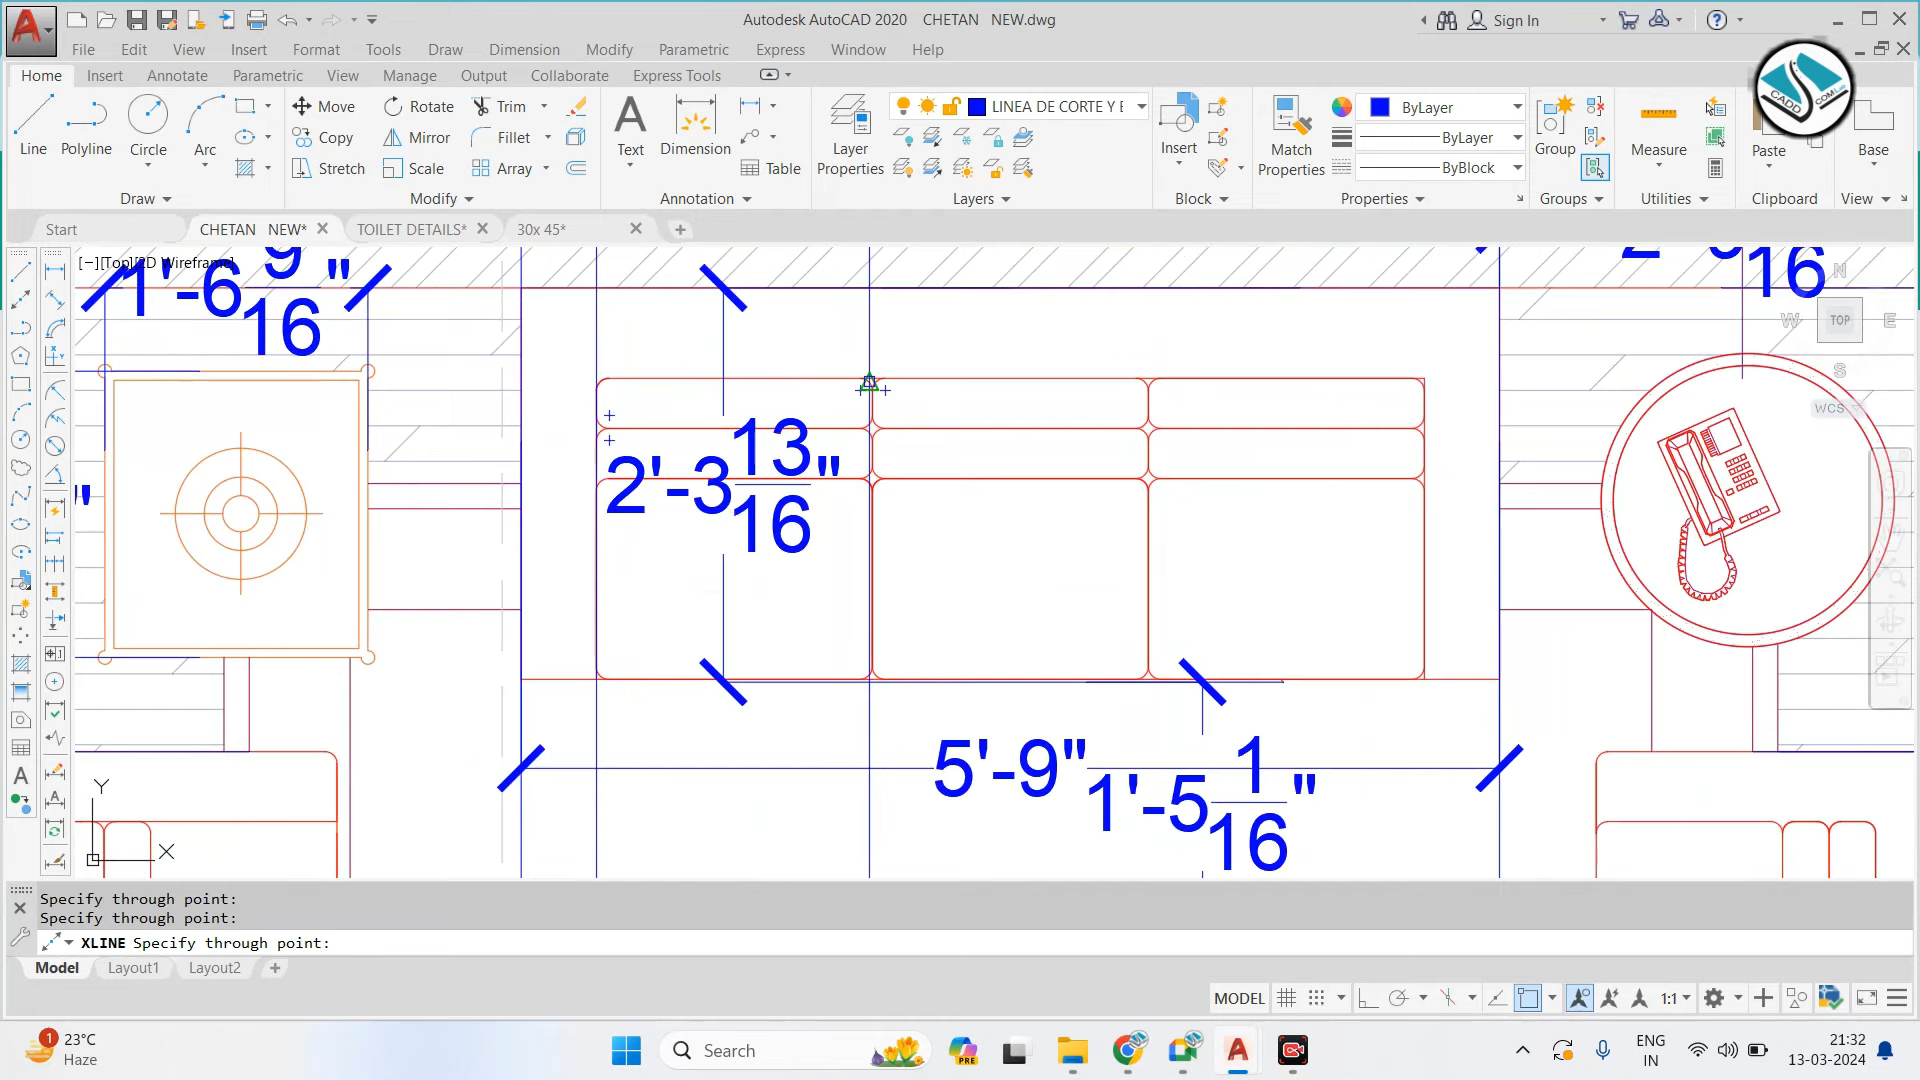 Autodesk AutoCAD 2020 CHETAN NEW.dwg
Sign In
File Edit View Insert Format Tools Draw Dimension Modify Parametric Express Window Help
Home Insert Annotate Parametric View Manage Output Collaborate Express Tools
Line Polyline Circle Arc
Move Rotate Trim
Copy Mirror Fillet
Stretch Scale Array
Text Dimension Table
Layer Properties
LINEA DE CORTE Y E
Insert
Match Properties
ByLayer
ByLayer
ByBlock
Group
Measure
Paste
Base
CADD
Draw Modify Annotation Layers Block Properties Groups Utilities Clipboard View
Start CHETAN NEW* TOILET DETAILS* 30x 45*
[−][Top][2D Wireframe]
1'-6 9/16"
16
N
W TOP E
S
WCS
2'-3 13/16"
5'-9"
1'-5 1/16"
Y
X
Specify through point:
Specify through point:
XLINE Specify through point:
Model Layout1 Layout2
MODEL 1:1
1
23°C
Haze
Search
PRE
ENG
IN
21:32
13-03-2024